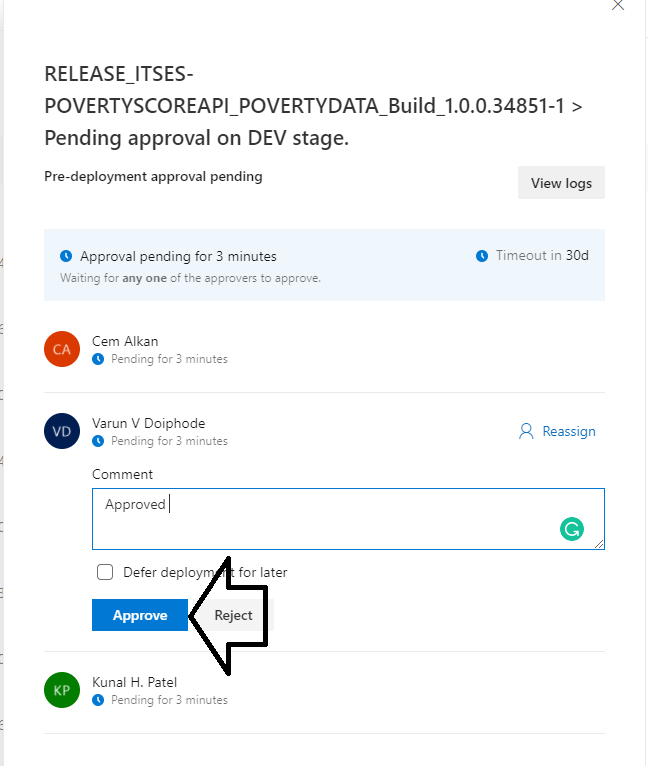 RELEASE_ITSES-
POVERTYSCOREAPI_POVERTYDATA_Build_1.0.0.34851-1 >
Pending approval on DEV stage.
Pre-deployment approval pending
View logs
Approval pending for 3 minutes
Timeout in 30d
Waiting for any one of the approvers to approve.
CA
Cem Alkan
Pending for 3 minutes
VD
Varun V Doiphode
Pending for 3 minutes
Reassign
Comment
Approved
Defer deployment for later
Approve
Reject
KP
Kunal H. Patel
Pending for 3 minutes